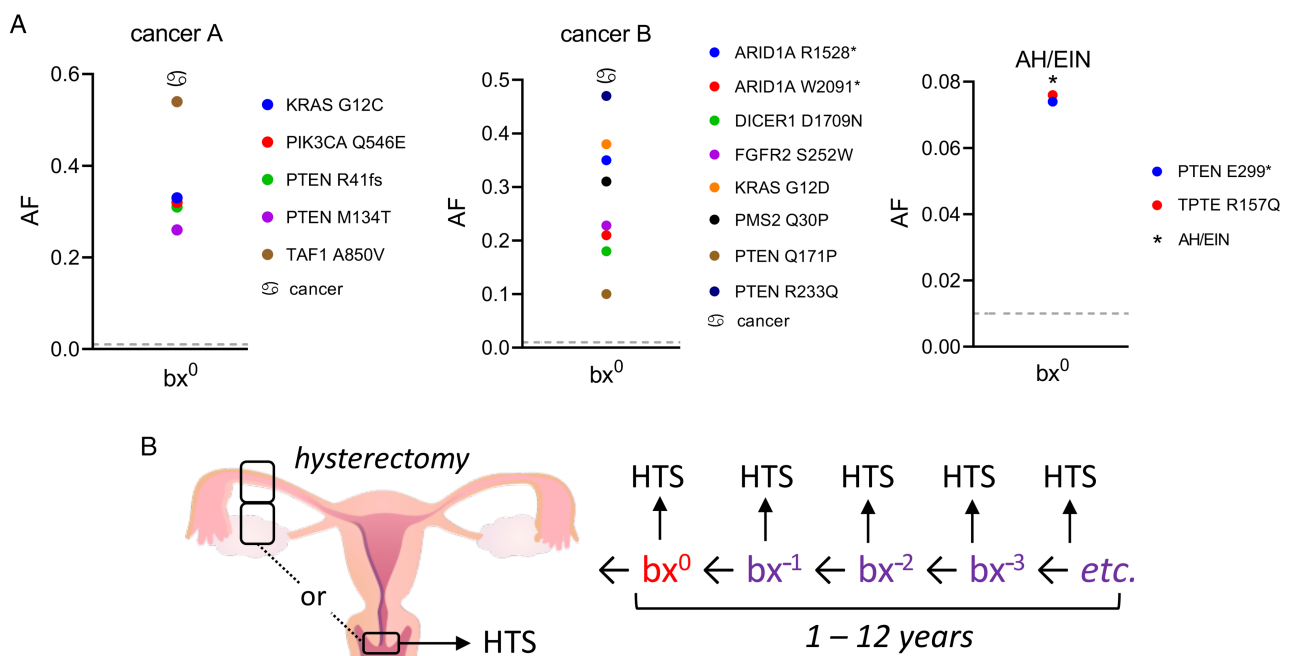 A
cancer A
♋
0.6
0.4
0.2
0.0
AF
bx⁰
KRAS G12C
PIK3CA Q546E
PTEN R41fs
PTEN M134T
TAF1 A850V
♋ cancer
cancer B
♋
0.5
0.4
0.3
0.2
0.1
0.0
AF
bx⁰
ARID1A R1528*
ARID1A W2091*
DICER1 D1709N
FGFR2 S252W
KRAS G12D
PMS2 Q30P
PTEN Q171P
PTEN R233Q
♋ cancer
AH/EIN
*
0.08
0.06
0.04
0.02
0.00
AF
bx⁰
PTEN E299*
TPTE R157Q
* AH/EIN
B
hysterectomy
or
HTS
HTS HTS HTS HTS HTS
← bx⁰ ← bx⁻¹ ← bx⁻² ← bx⁻³ ← etc.
1 – 12 years